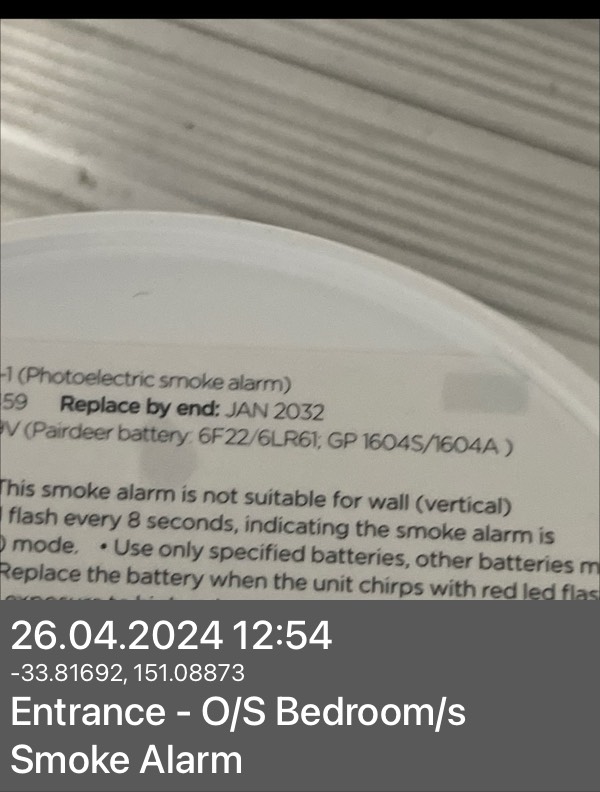 -1 (Photoelectric smoke alarm)
59 Replace by end: JAN 2032
9V (Pairdeer battery: 6F22/6LR61; GP 1604S/1604A )
This smoke alarm is not suitable for wall (vertical)
flash every 8 seconds, indicating the smoke alarm is
) mode. • Use only specified batteries, other batteries m
Replace the battery when the unit chirps with red led flas
26.04.2024 12:54
-33.81692, 151.08873
Entrance - O/S Bedroom/s
Smoke Alarm